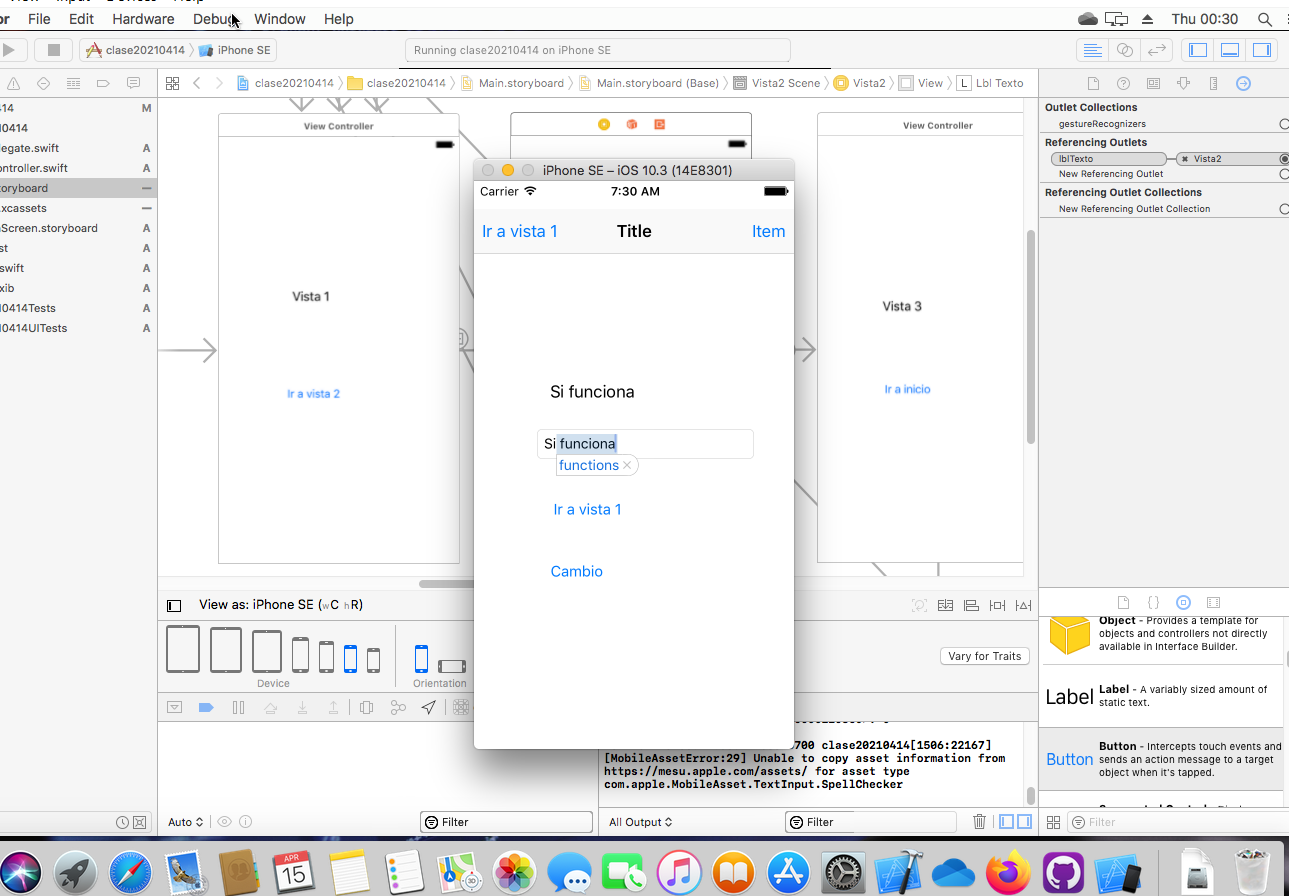 or File Edit Hardware Debug Window Help Thu 00:30
clase20210414 iPhone SE Running clase20210414 on iPhone SE
clase20210414 clase20210414 Main.storyboard Main.storyboard (Base) Vista2 Scene Vista2 View L Lbl Texto
414 M
0414
legate.swift A
ontroller.swift A
oryboard
.xcassets
Screen.storyboard A
st A
swift A
xib A
0414Tests A
0414UITests A
View Controller
Vista 1
Ir a vista 2
iPhone SE – iOS 10.3 (14E8301)
Carrier 7:30 AM
Ir a vista 1 Title Item
Si funciona
Si funciona
functions
Ir a vista 1
Cambio
View Controller
Vista 3
Ir a inicio
Outlet Collections
gestureRecognizers
Referencing Outlets
lblTexto Vista2
New Referencing Outlet
Referencing Outlet Collections
New Referencing Outlet Collection
View as: iPhone SE (wC hR)
Device Orientation
Vary for Traits
700 clase20210414[1506:22167]
[MobileAssetError:29] Unable to copy asset information from
https://mesu.apple.com/assets/ for asset type
com.apple.MobileAsset.TextInput.SpellChecker
Auto Filter All Output Filter
Object - Provides a template for
objects and controllers not directly
available in Interface Builder.
Label Label - A variably sized amount of
static text.
Button Button - Intercepts touch events and
sends an action message to a target
object when it's tapped.
Filter
APR
15
3D